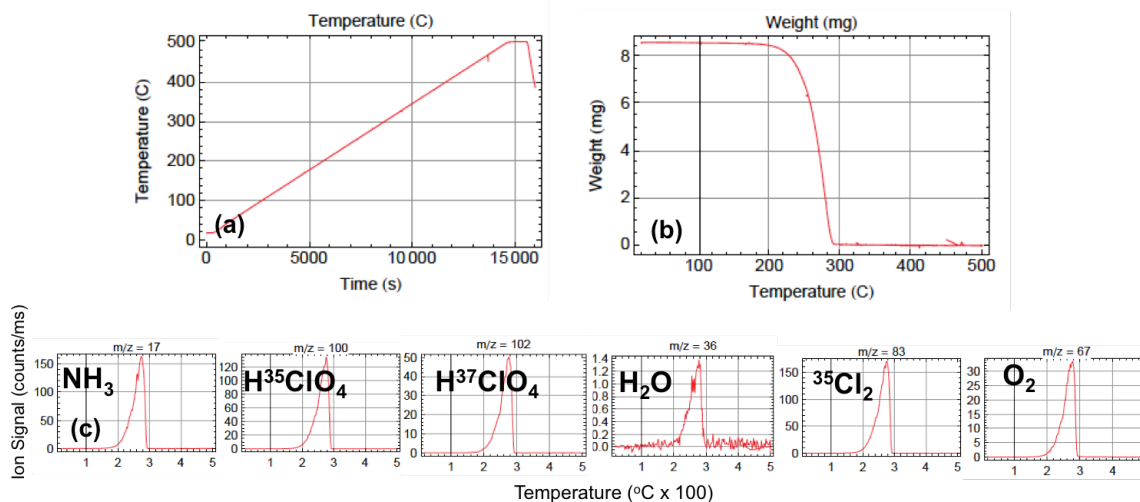 Temperature (C)
500
400
300
200
100
0
Temperature (C)
(a)
0 5000 10 000 15 000
Time (s)
Weight (mg)
8
6
4
2
0
Weight (mg)
(b)
100 200 300 400 500
Temperature (C)
Ion Signal (counts/ms)
m/z = 17
150
100
50
0
NH3
(c)
1 2 3 4 5
m/z = 100
120
100
80
60
40
20
0
H35ClO4
1 2 3 4 5
m/z = 102
50
40
30
20
10
0
H37ClO4
1 2 3 4 5
m/z = 36
1.4
1.2
1.0
0.8
0.6
0.4
0.2
0.0
H2O
1 2 3 4 5
m/z = 83
150
100
50
0
35Cl2
1 2 3 4 5
m/z = 67
30
25
20
15
10
5
0
O2
1 2 3 4 5
Temperature (oC x 100)